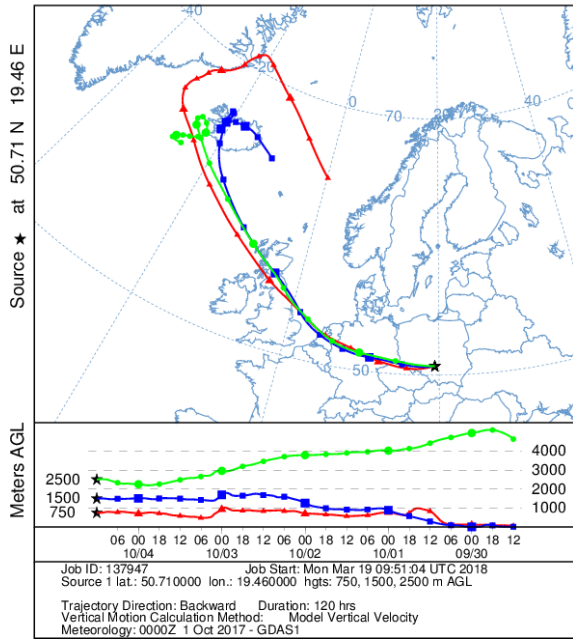 -40
-20
0
70
20
40
60
50
Source ★ at 50.71 N 19.46 E
Meters AGL
2500
1500
750
4000
3000
2000
1000
06 00 18 12 06 00 18 12 06 00 18 12 06 00 18 12 06 00 18 12
10/04 10/03 10/02 10/01 09/30
Job ID: 137947 Job Start: Mon Mar 19 09:51:04 UTC 2018
Source 1 lat.: 50.710000 lon.: 19.460000 hgts: 750, 1500, 2500 m AGL
Trajectory Direction: Backward Duration: 120 hrs
Vertical Motion Calculation Method: Model Vertical Velocity
Meteorology: 0000Z 1 Oct 2017 - GDAS1